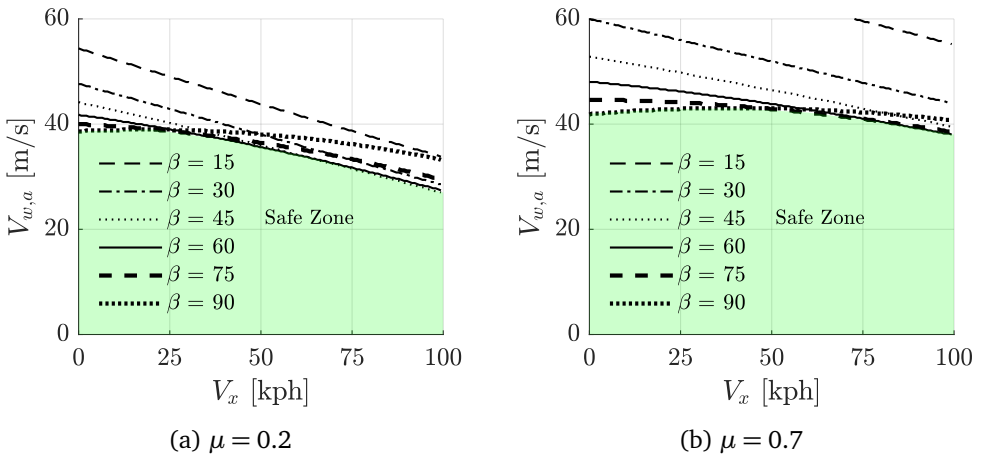 60
40
20
0
0 25 50 75 100
V_{w,a} [m/s]
V_x [kph]
β = 15
β = 30
β = 45
β = 60
β = 75
β = 90
Safe Zone
(a) μ = 0.2
60
40
20
0
0 25 50 75 100
V_{w,a} [m/s]
V_x [kph]
β = 15
β = 30
β = 45
β = 60
β = 75
β = 90
Safe Zone
(b) μ = 0.7